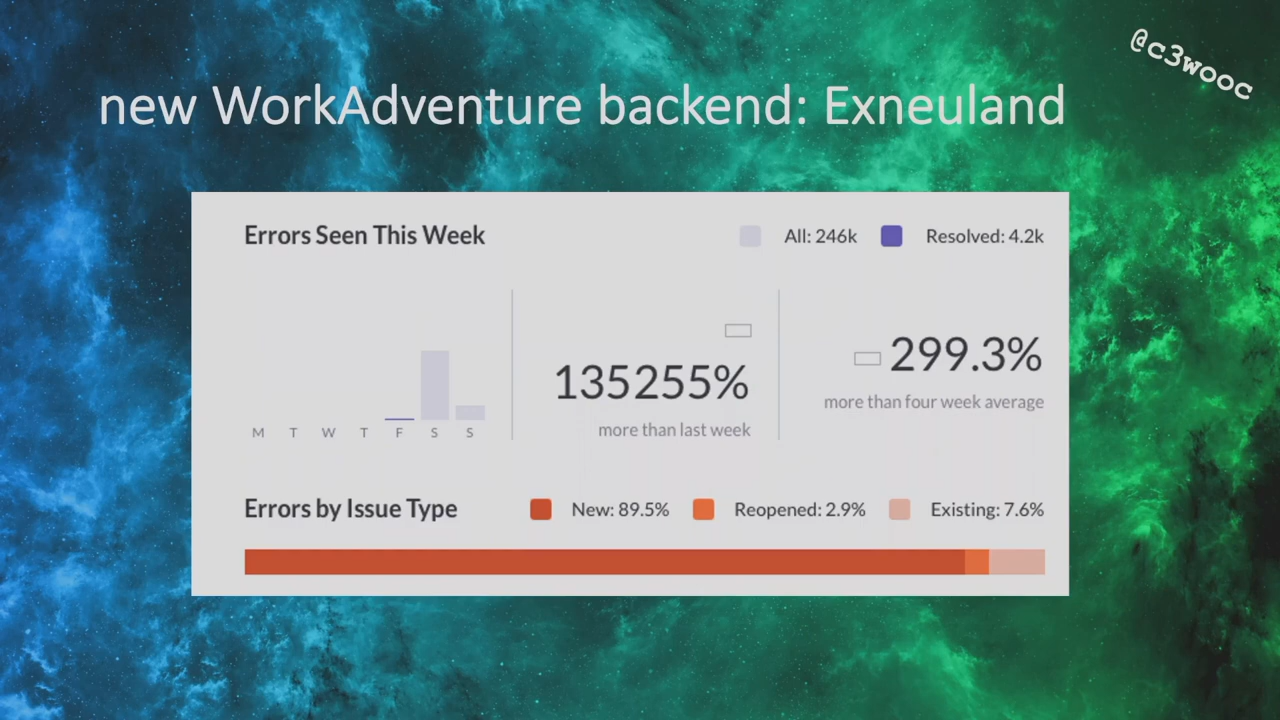 @c3wooc
new WorkAdventure backend: Exneuland
Errors Seen This Week
All: 246k
Resolved: 4.2k
M T W T F S S
135255%
more than last week
299.3%
more than four week average
Errors by Issue Type
New: 89.5%
Reopened: 2.9%
Existing: 7.6%